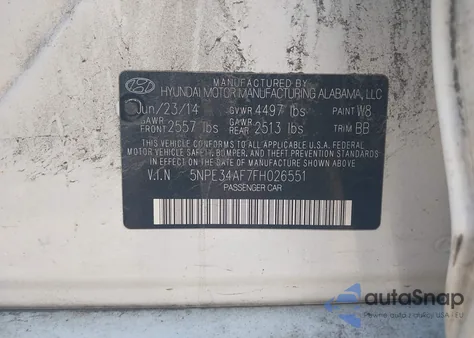 MANUFACTURED BY
HYUNDAI MOTOR MANUFACTURING ALABAMA, LLC
Jun/23/14 GVWR 4497 lbs PAINT W8
GAWR FRONT 2557 lbs GAWR REAR 2513 lbs TRIM BB
THIS VEHICLE CONFORMS TO ALL APPLICABLE U.S.A. FEDERAL
MOTOR VEHICLE SAFETY, BUMPER, AND THEFT PREVENTION
STANDARDS IN EFFECT ON THE DATE OF MANUFACTURE SHOWN ABOVE.
V.I.N 5NPE34AF7FH026551
PASSENGER CAR
autoSnap